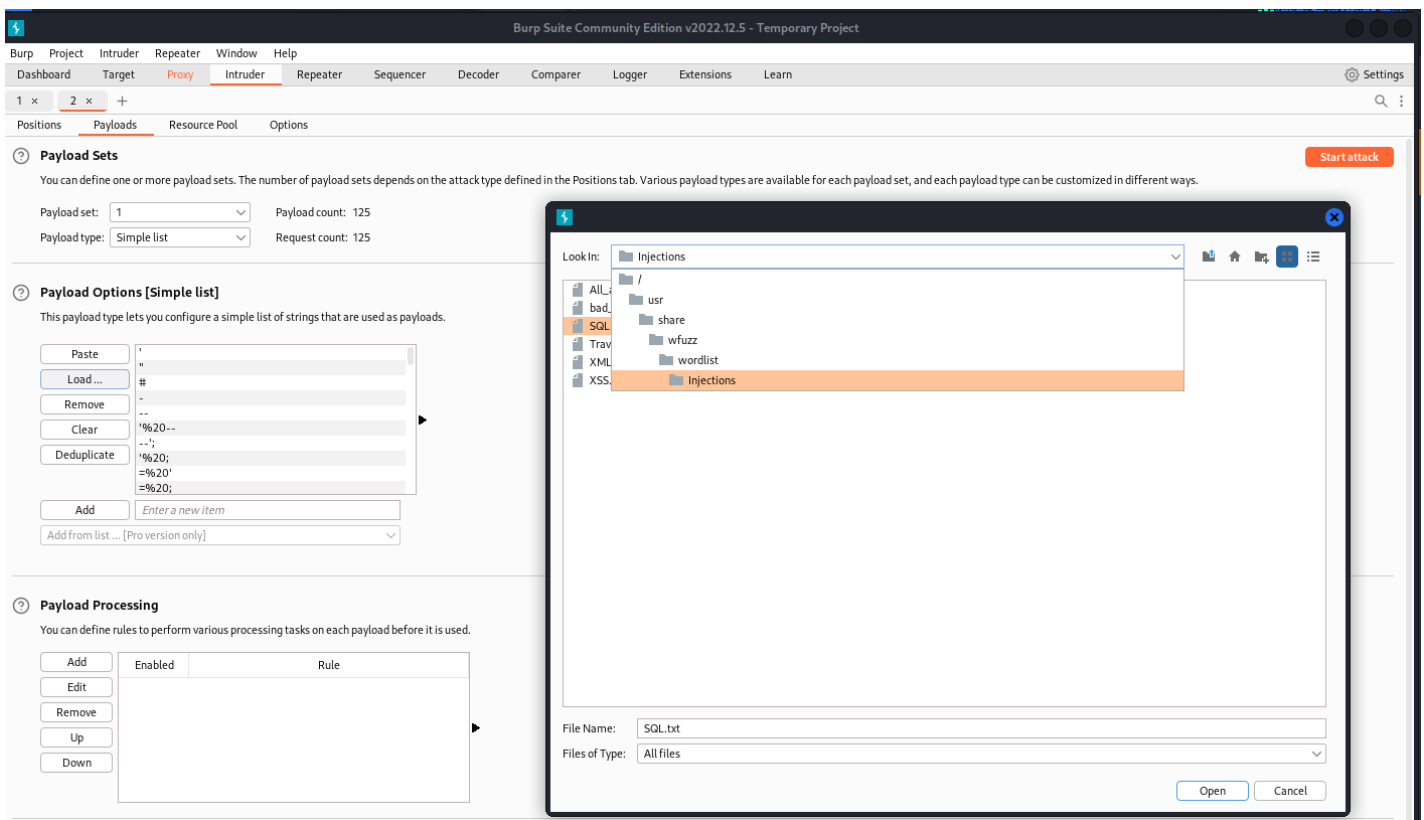 Burp Suite Community Edition v2022.12.5 - Temporary Project
Burp Project Intruder Repeater Window Help
Dashboard Target Proxy Intruder Repeater Sequencer Decoder Comparer Logger Extensions Learn Settings
1 × 2 × +
Positions Payloads Resource Pool Options
? Payload Sets
Start attack
You can define one or more payload sets. The number of payload sets depends on the attack type defined in the Positions tab. Various payload types are available for each payload set, and each payload type can be customized in different ways.
Payload set: 1 Payload count: 125
Payload type: Simple list Request count: 125
? Payload Options [Simple list]
This payload type lets you configure a simple list of strings that are used as payloads.
Paste
Load ...
Remove
Clear
Deduplicate
'
"
#
-
--
'%20--
--';
'%20;
=%20'
=%20;
Add Enter a new item
Add from list ... [Pro version only]
? Payload Processing
You can define rules to perform various processing tasks on each payload before it is used.
Add
Edit
Remove
Up
Down
Enabled Rule
Look In: Injections
/
usr
share
wfuzz
wordlist
Injections
bad_
SQL
Trav
XML
XSS.
File Name: SQL.txt
Files of Type: All files
Open Cancel